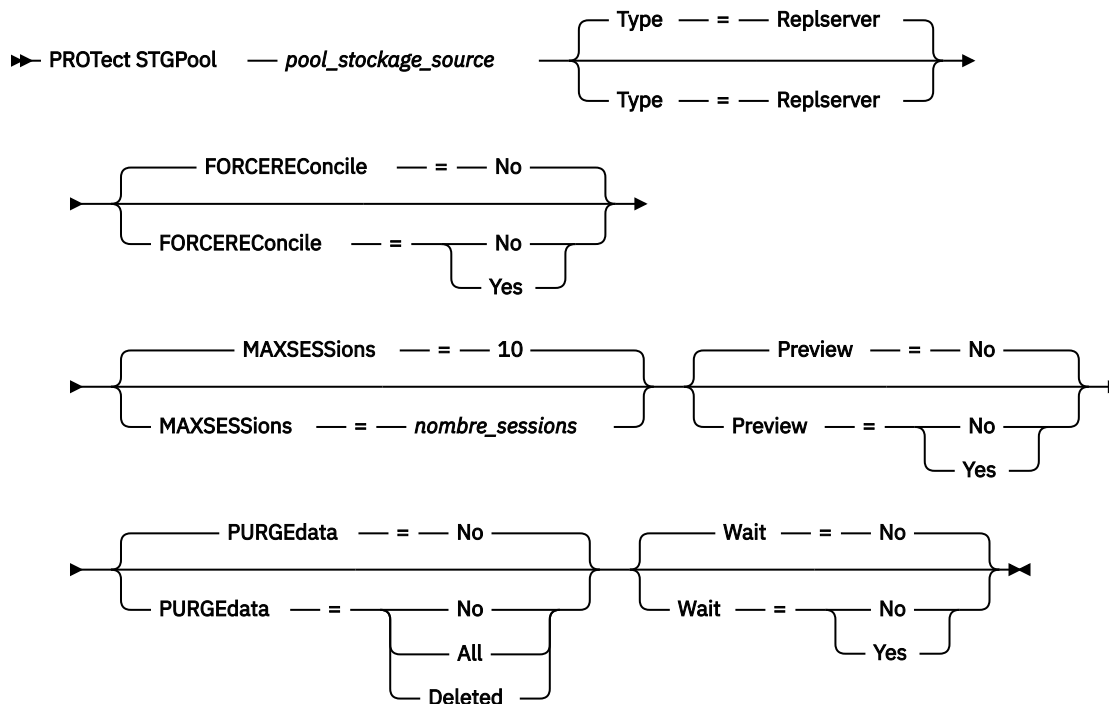 Type = Replserver
PROTect STGPool pool_stockage_source
Type = Replserver
FORCEREConcile = No
FORCEREConcile = No
Yes
MAXSESSions = 10 Preview = No
MAXSESSions = nombre_sessions Preview = No
Yes
PURGEdata = No Wait = No
PURGEdata = No Wait = No
All Yes
Deleted